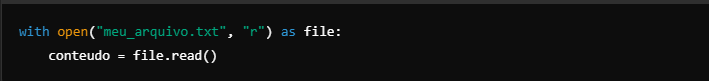 with open("meu_arquivo.txt", "r") as file:
    conteudo = file.read()